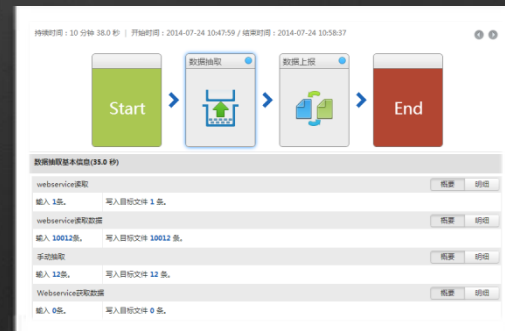 持续时间：10 分钟 38.0 秒 | 开始时间：2014-07-24 10:47:59 / 结束时间：2014-07-24 10:58:37
数据抽取 数据上报
Start End
数据抽取基本信息(35.0 秒)
webservice读取 概要 明细
输入 1条。 写入目标文件 1 条。
webservice读取数据 概要 明细
输入 10012条。 写入目标文件 10012 条。
手动抽取 概要 明细
输入 12条。 写入目标文件 12 条。
Webservice获取数据 概要 明细
输入 0条。 写入目标文件 0 条。